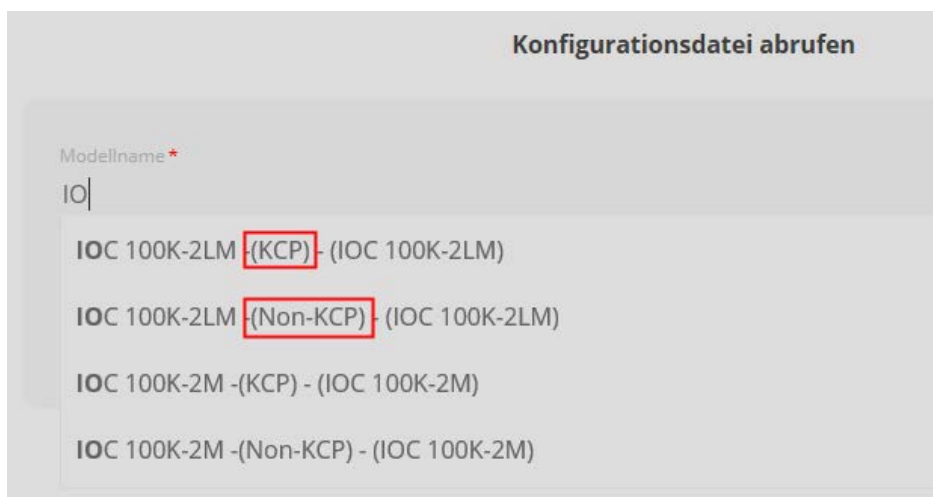 Konfigurationsdatei abrufen
Modellname *
IO
IOC 100K-2LM -(KCP) - (IOC 100K-2LM)
IOC 100K-2LM -(Non-KCP) - (IOC 100K-2LM)
IOC 100K-2M -(KCP) - (IOC 100K-2M)
IOC 100K-2M -(Non-KCP) - (IOC 100K-2M)